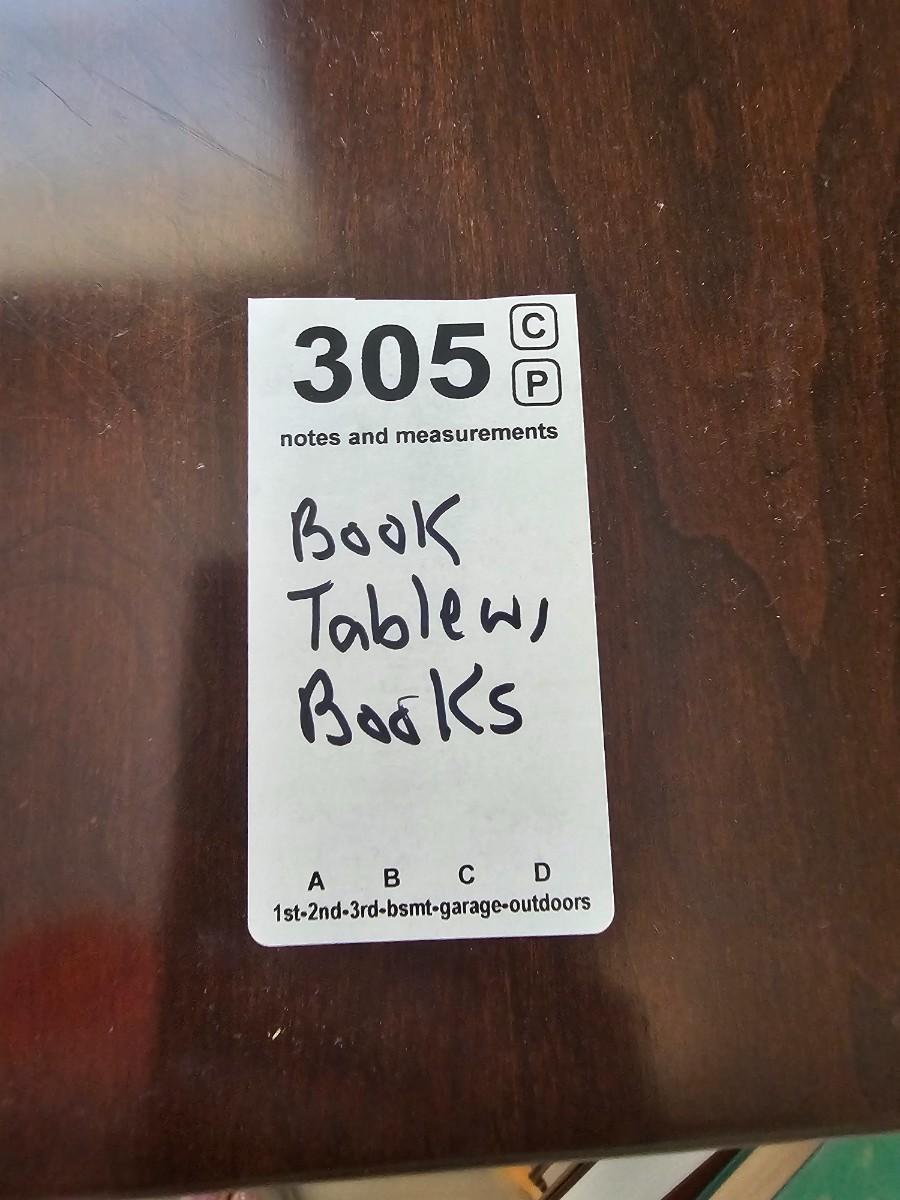 305 C
P
notes and measurements
Book
Table w,
Books
A B C D
1st-2nd-3rd-bsmt-garage-outdoors